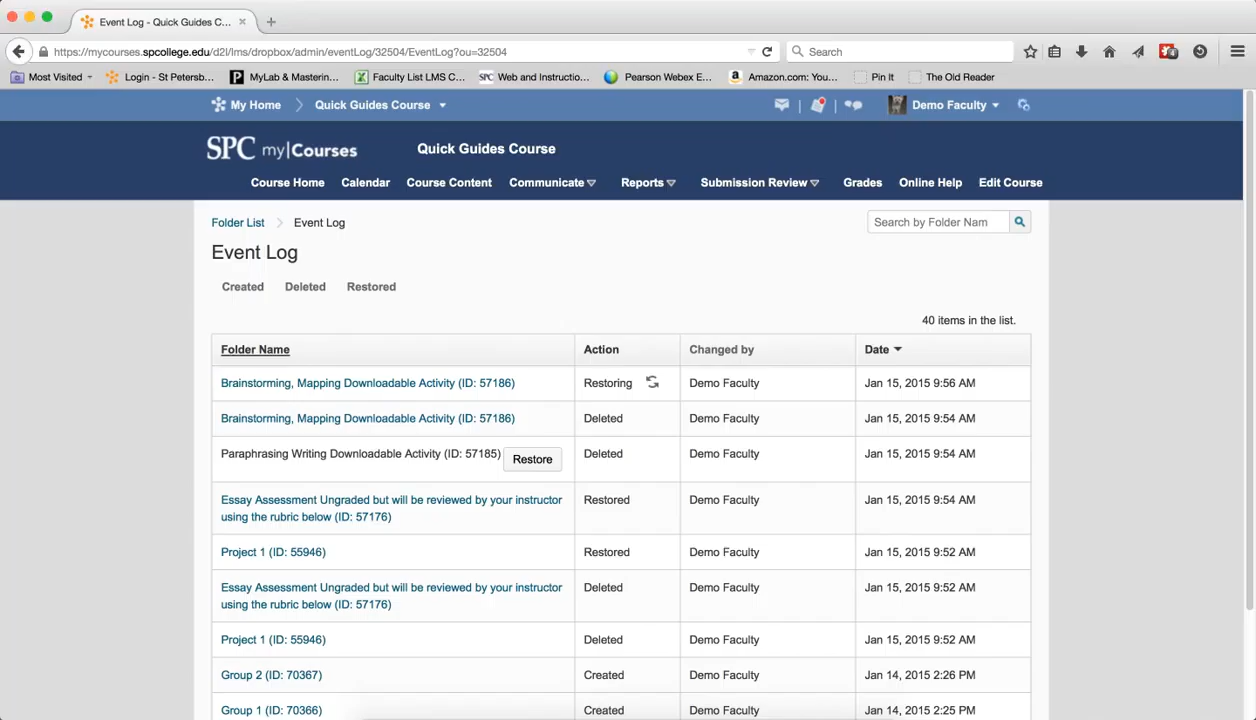 Event Log - Quick Guides C...
https://mycourses.spcollege.edu/d2l/lms/dropbox/admin/eventLog/32504/EventLog?ou=32504
Search
Most Visited
Login - St Petersb...
MyLab & Mastering...
Faculty List LMS C...
Web and Instructio...
Pearson Webex E...
Amazon.com: You...
Pin It
The Old Reader
My Home
Quick Guides Course
Demo Faculty
SPC my|Courses
Quick Guides Course
Course Home
Calendar
Course Content
Communicate
Reports
Submission Review
Grades
Online Help
Edit Course
Folder List
Event Log
Search by Folder Nam
Event Log
Created
Deleted
Restored
40 items in the list.
Folder Name Action Changed by Date
Brainstorming, Mapping Downloadable Activity (ID: 57186) Restoring Demo Faculty Jan 15, 2015 9:56 AM
Brainstorming, Mapping Downloadable Activity (ID: 57186) Deleted Demo Faculty Jan 15, 2015 9:54 AM
Paraphrasing Writing Downloadable Activity (ID: 57185) Restore Deleted Demo Faculty Jan 15, 2015 9:54 AM
Essay Assessment Ungraded but will be reviewed by your instructor Restored Demo Faculty Jan 15, 2015 9:54 AM
using the rubric below (ID: 57176)
Project 1 (ID: 55946) Restored Demo Faculty Jan 15, 2015 9:52 AM
Essay Assessment Ungraded but will be reviewed by your instructor Deleted Demo Faculty Jan 15, 2015 9:52 AM
using the rubric below (ID: 57176)
Project 1 (ID: 55946) Deleted Demo Faculty Jan 15, 2015 9:52 AM
Group 2 (ID: 70367) Created Demo Faculty Jan 14, 2015 2:26 PM
Group 1 (ID: 70366) Created Demo Faculty Jan 14, 2015 2:25 PM